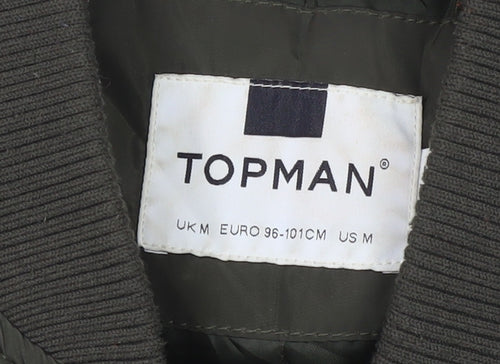 TOPMAN®
UK M EURO 96-101CM US M